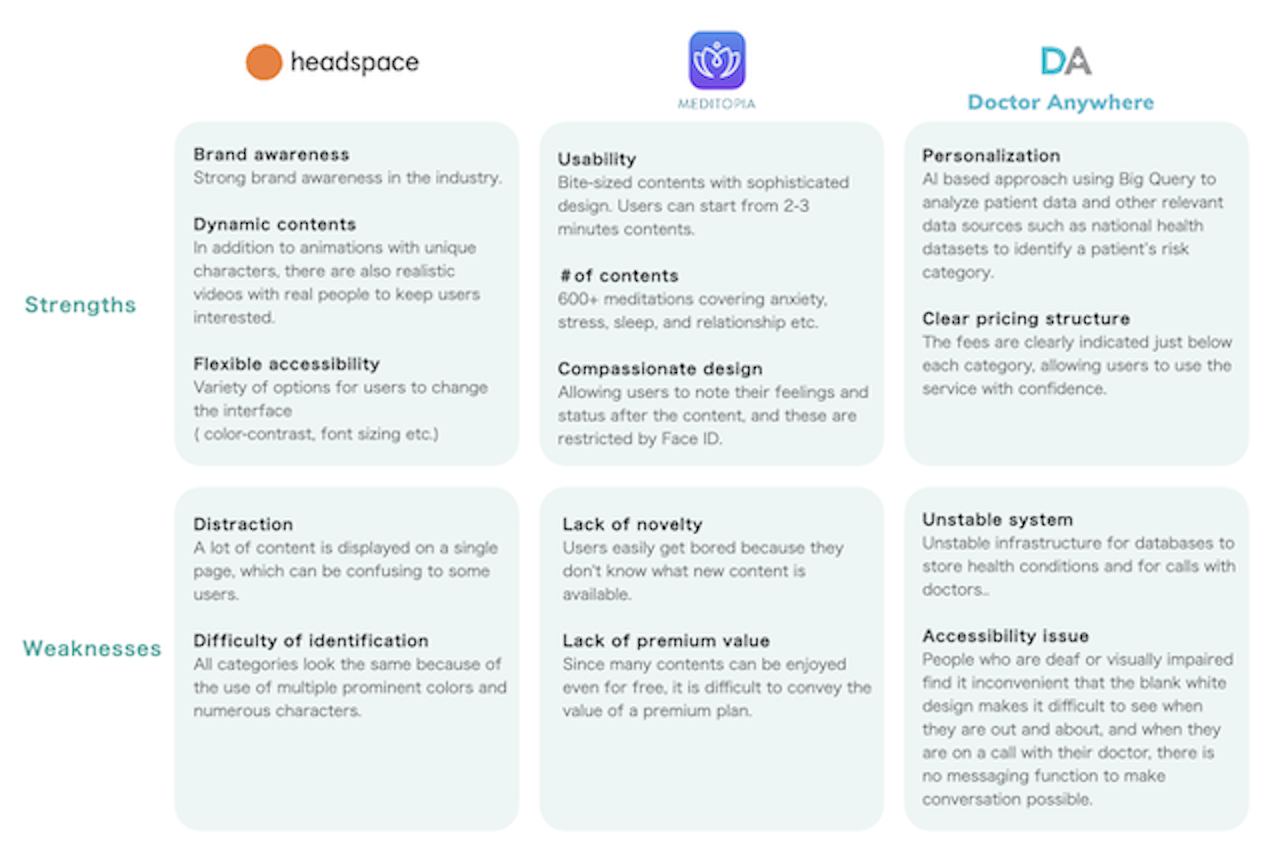 headspace
MEDITOPIA
DA
Doctor Anywhere
Strengths
Brand awareness
Strong brand awareness in the industry.
Dynamic contents
In addition to animations with unique
characters, there are also realistic
videos with real people to keep users
interested.
Flexible accessibility
Variety of options for users to change
the interface
( color-contrast, font sizing etc.)
Usability
Bite-sized contents with sophisticated
design. Users can start from 2-3
minutes contents.
# of contents
600+ meditations covering anxiety,
stress, sleep, and relationship etc.
Compassionate design
Allowing users to note their feelings and
status after the content, and these are
restricted by Face ID.
Personalization
AI based approach using Big Query to
analyze patient data and other relevant
data sources such as national health
datasets to identify a patient's risk
category.
Clear pricing structure
The fees are clearly indicated just below
each category, allowing users to use the
service with confidence.
Weaknesses
Distraction
A lot of content is displayed on a single
page, which can be confusing to some
users.
Difficulty of identification
All categories look the same because of
the use of multiple prominent colors and
numerous characters.
Lack of novelty
Users easily get bored because they
don't know what new content is
available.
Lack of premium value
Since many contents can be enjoyed
even for free, it is difficult to convey the
value of a premium plan.
Unstable system
Unstable infrastructure for databases to
store health conditions and for calls with
doctors..
Accessibility issue
People who are deaf or visually impaired
find it inconvenient that the blank white
design makes it difficult to see when
they are out and about, and when they
are on a call with their doctor, there is
no messaging function to make
conversation possible.